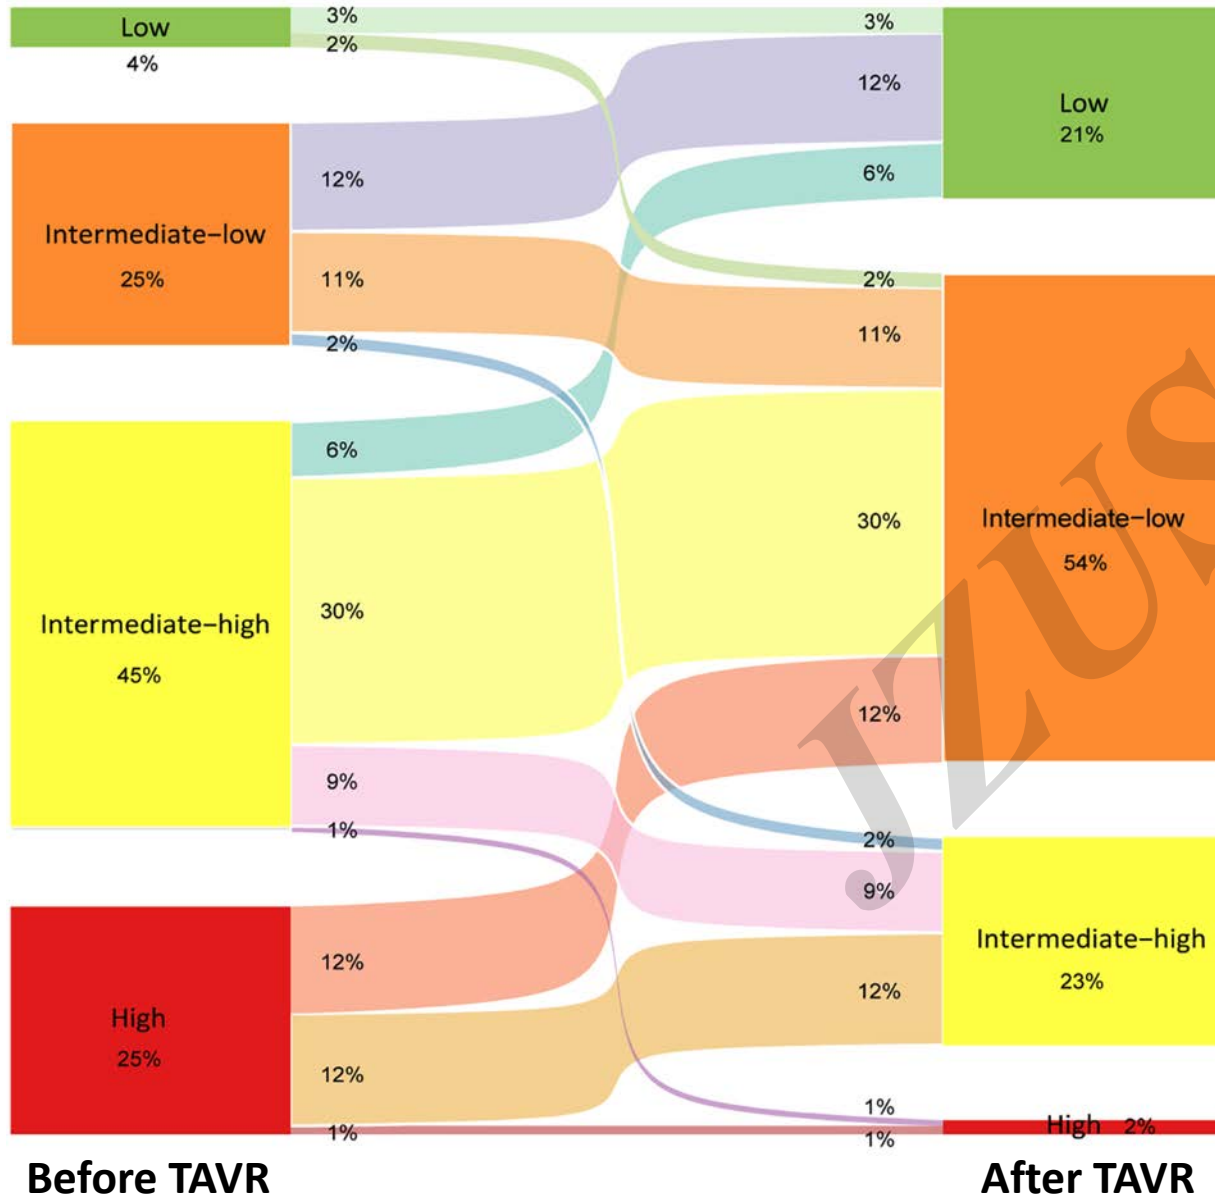 Low
4%
3%
2%
3%
12%
Low
21%
6%
Intermediate−low
25%
12%
11%
2%
2%
11%
Intermediate−high
45%
6%
30%
9%
1%
30%
Intermediate−low
54%
12%
High
25%
12%
12%
1%
2%
9%
Intermediate−high
23%
12%
1%
1%
High 2%
JZUS
Before TAVR
After TAVR